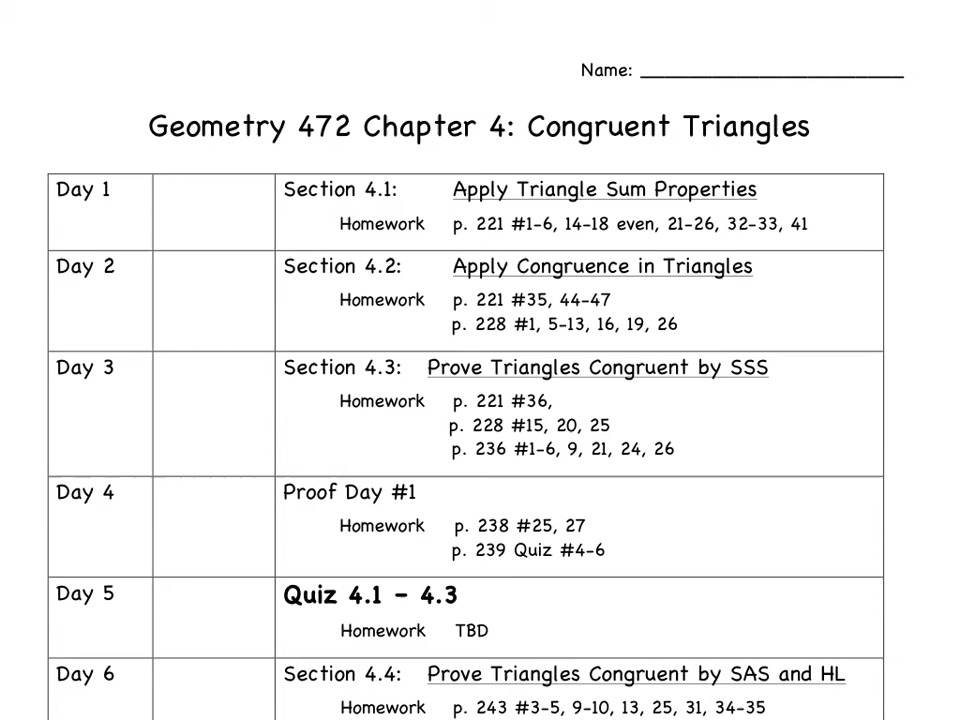 Name: ______________________
Geometry 472 Chapter 4: Congruent Triangles
Day 1 Section 4.1: Apply Triangle Sum Properties
Homework p. 221 #1-6, 14-18 even, 21-26, 32-33, 41
Day 2 Section 4.2: Apply Congruence in Triangles
Homework p. 221 #35, 44-47
p. 228 #1, 5-13, 16, 19, 26
Day 3 Section 4.3: Prove Triangles Congruent by SSS
Homework p. 221 #36,
p. 228 #15, 20, 25
p. 236 #1-6, 9, 21, 24, 26
Day 4 Proof Day #1
Homework p. 238 #25, 27
p. 239 Quiz #4-6
Day 5 Quiz 4.1 – 4.3
Homework TBD
Day 6 Section 4.4: Prove Triangles Congruent by SAS and HL
Homework p. 243 #3-5, 9-10, 13, 25, 31, 34-35